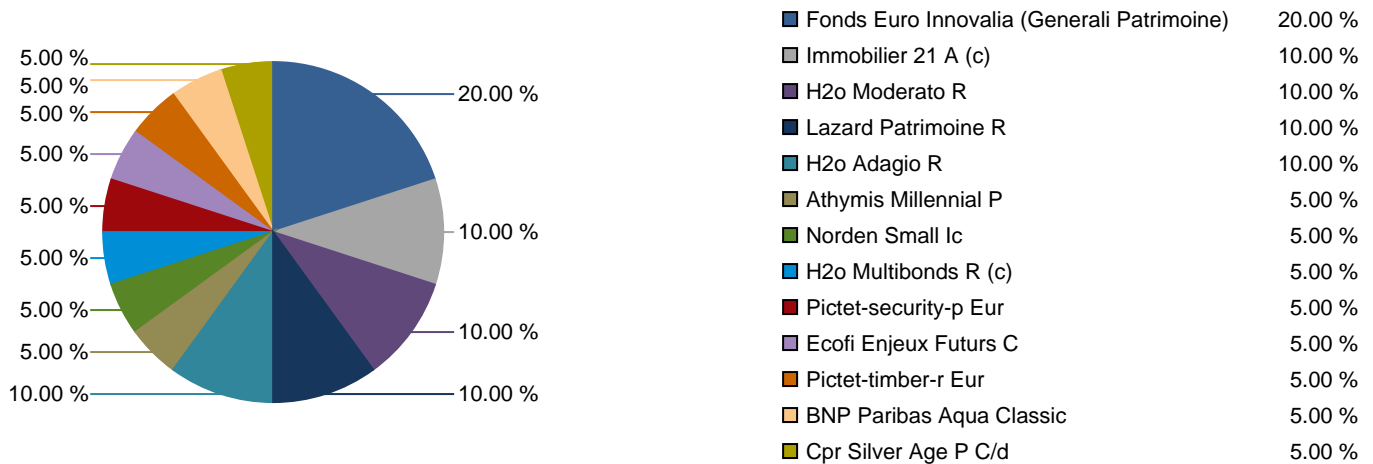 5.00 %
5.00 %
5.00 %
5.00 %
5.00 %
5.00 %
5.00 %
5.00 %
10.00 %
20.00 %
10.00 %
10.00 %
10.00 %
Fonds Euro Innovalia (Generali Patrimoine) 20.00 %
Immobilier 21 A (c) 10.00 %
H2o Moderato R 10.00 %
Lazard Patrimoine R 10.00 %
H2o Adagio R 10.00 %
Athymis Millennial P 5.00 %
Norden Small Ic 5.00 %
H2o Multibonds R (c) 5.00 %
Pictet-security-p Eur 5.00 %
Ecofi Enjeux Futurs C 5.00 %
Pictet-timber-r Eur 5.00 %
BNP Paribas Aqua Classic 5.00 %
Cpr Silver Age P C/d 5.00 %